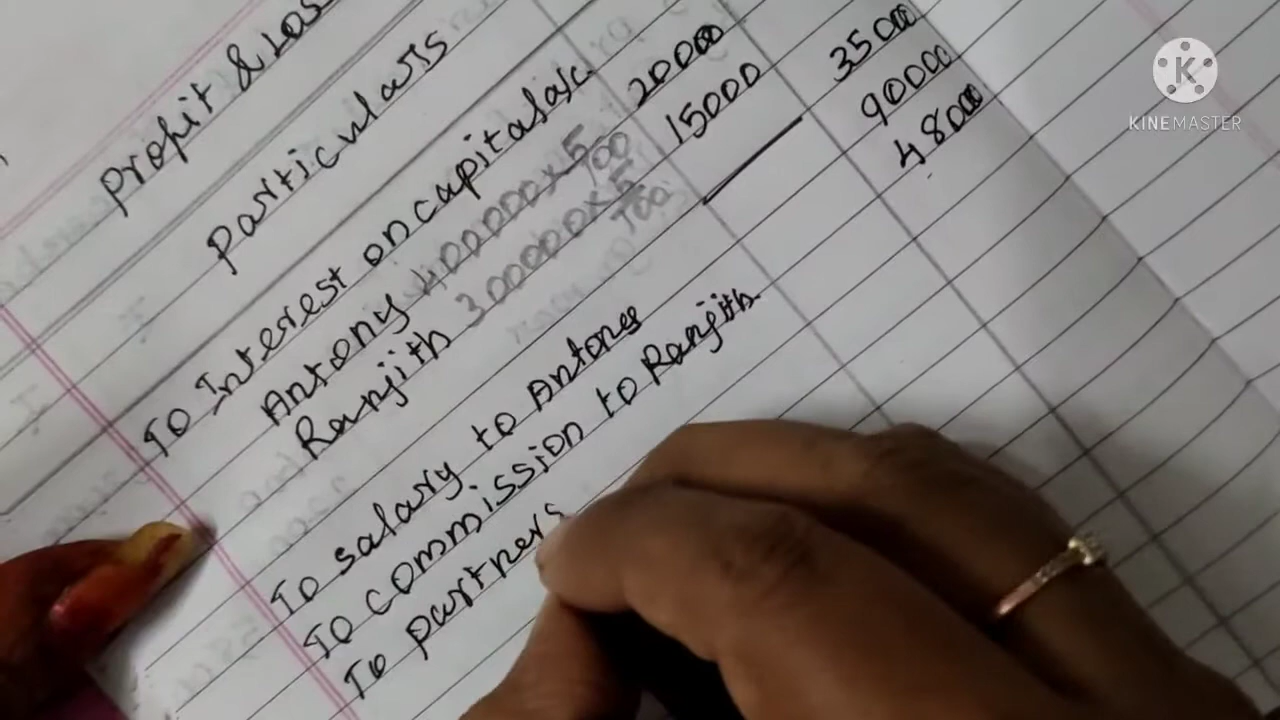 Profit & Los
Particulars
To Interest on capital a/c
Antony 400000 x 5/100 20000
Ranjith 300000 x 5/100 15000 35000
To Salary to Antony 90000
To Commission to Ranjith 48000
To partners
K
KINEMASTER